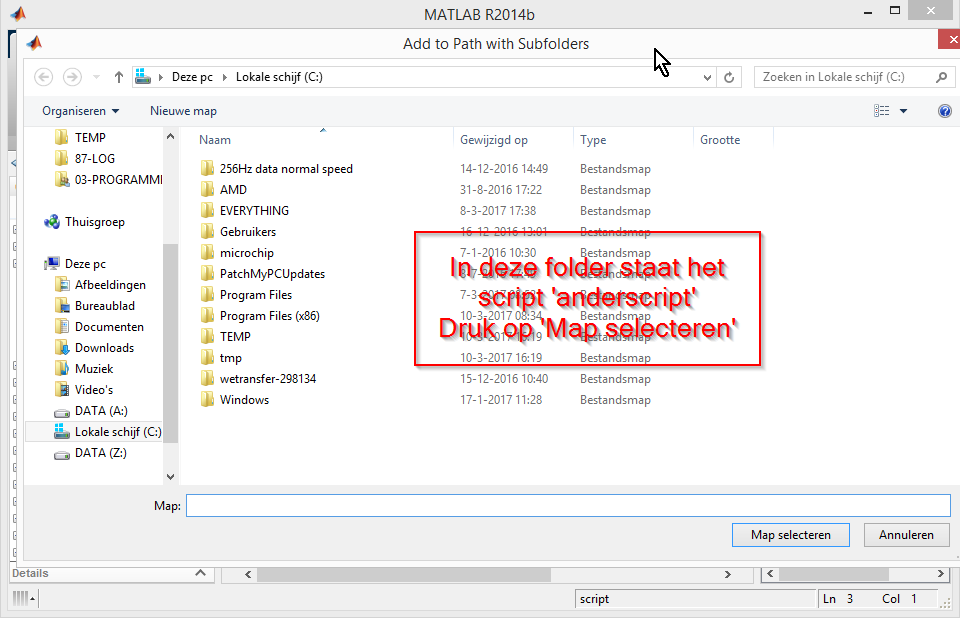 MATLAB R2014b
Add to Path with Subfolders
Deze pc
Lokale schijf (C:)
Zoeken in Lokale schijf (C:)
Organiseren
Nieuwe map
TEMP
87-LOG
03-PROGRAMMI
Thuisgroep
Deze pc
Afbeeldingen
Bureaublad
Documenten
Downloads
Muziek
Video's
DATA (A:)
Lokale schijf (C:)
DATA (Z:)
Naam Gewijzigd op Type Grootte
256Hz data normal speed 14-12-2016 14:49 Bestandsmap
AMD 31-8-2016 17:22 Bestandsmap
EVERYTHING 8-3-2017 17:38 Bestandsmap
Gebruikers 16-12-2016 13:01 Bestandsmap
microchip 7-1-2016 10:30 Bestandsmap
PatchMyPCUpdates Bestandsmap
Program Files Bestandsmap
Program Files (x86) 10-3-2017 08:34 Bestandsmap
TEMP 10-3-2017 16:19 Bestandsmap
tmp 10-3-2017 16:19 Bestandsmap
wetransfer-298134 15-12-2016 10:40 Bestandsmap
Windows 17-1-2017 11:28 Bestandsmap
In deze folder staat het
script 'anderscript'
Druk op 'Map selecteren'
Map:
Map selecteren
Annuleren
Details
script
Ln 3 Col 1